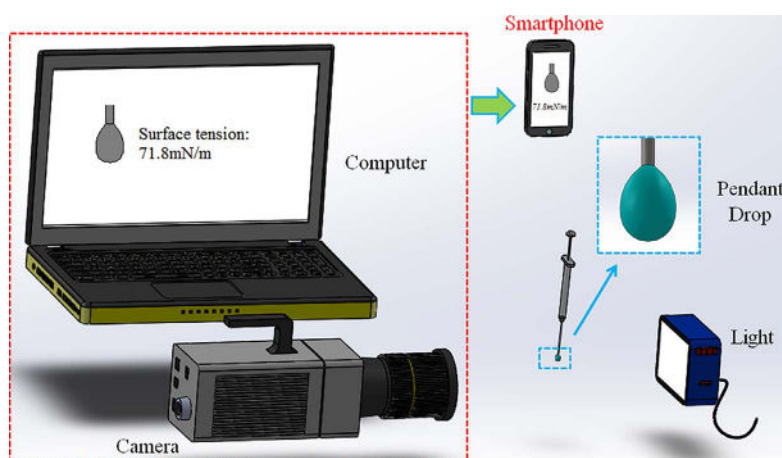 Smartphone
71.8mN/m
Surface tension:
71.8mN/m
Computer
Pendant
Drop
Light
Camera